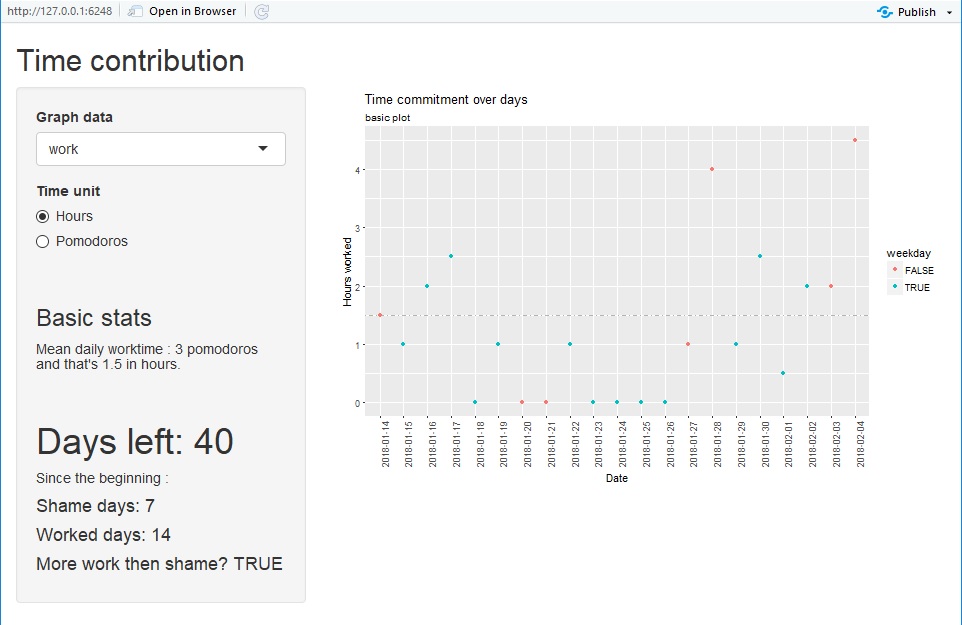 http://127.0.0.1:6248 Open in Browser Publish
Time contribution
Graph data
work
Time unit
Hours
Pomodoros
Basic stats
Mean daily worktime : 3 pomodoros
and that's 1.5 in hours.
Days left: 40
Since the beginning :
Shame days: 7
Worked days: 14
More work then shame? TRUE
Time commitment over days
basic plot
Hours worked
4
3
2
1
0
2018-01-14
2018-01-15
2018-01-16
2018-01-17
2018-01-18
2018-01-19
2018-01-20
2018-01-21
2018-01-22
2018-01-23
2018-01-24
2018-01-25
2018-01-26
2018-01-27
2018-01-28
2018-01-29
2018-01-30
2018-02-01
2018-02-02
2018-02-03
2018-02-04
Date
weekday
FALSE
TRUE